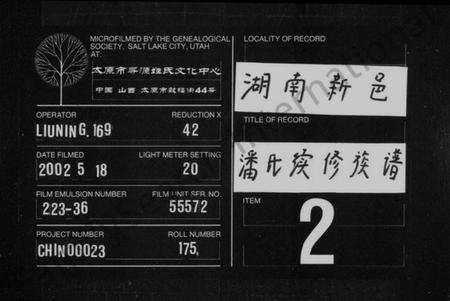 MICROFILMED BY THE GENEALOGICAL
SOCIETY, SALT LAKE CITY, UTAH
AT:
太原市寻源姓氏文化中心
中国 山西 太原市鼓楼街44号
OPERATOR
REDUCTION X
LIUNING, 169
42
DATE FILMED
LIGHT METER SETTING
2002 5 18
20
FILM EMULSION NUMBER
FILM UNIT SER. NO.
223-36
55572
PROJECT NUMBER
ROLL NUMBER
CHIN00023
175,
LOCALITY OF RECORD
湖南新邑
TITLE OF RECORD
潘氏续修族谱
ITEM
2